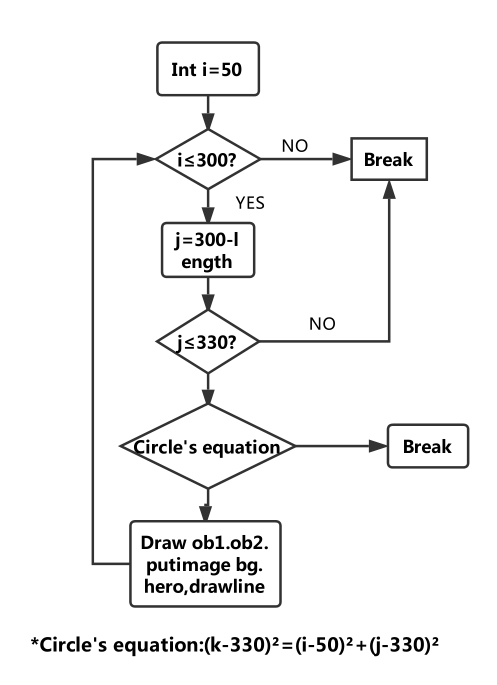 Int i=50
i≤300?
NO
Break
YES
j=300-l
ength
j≤330?
NO
Circle's equation
Break
Draw ob1.ob2.
putimage bg.
hero,drawline
*Circle's equation:(k-330)²=(i-50)²+(j-330)²